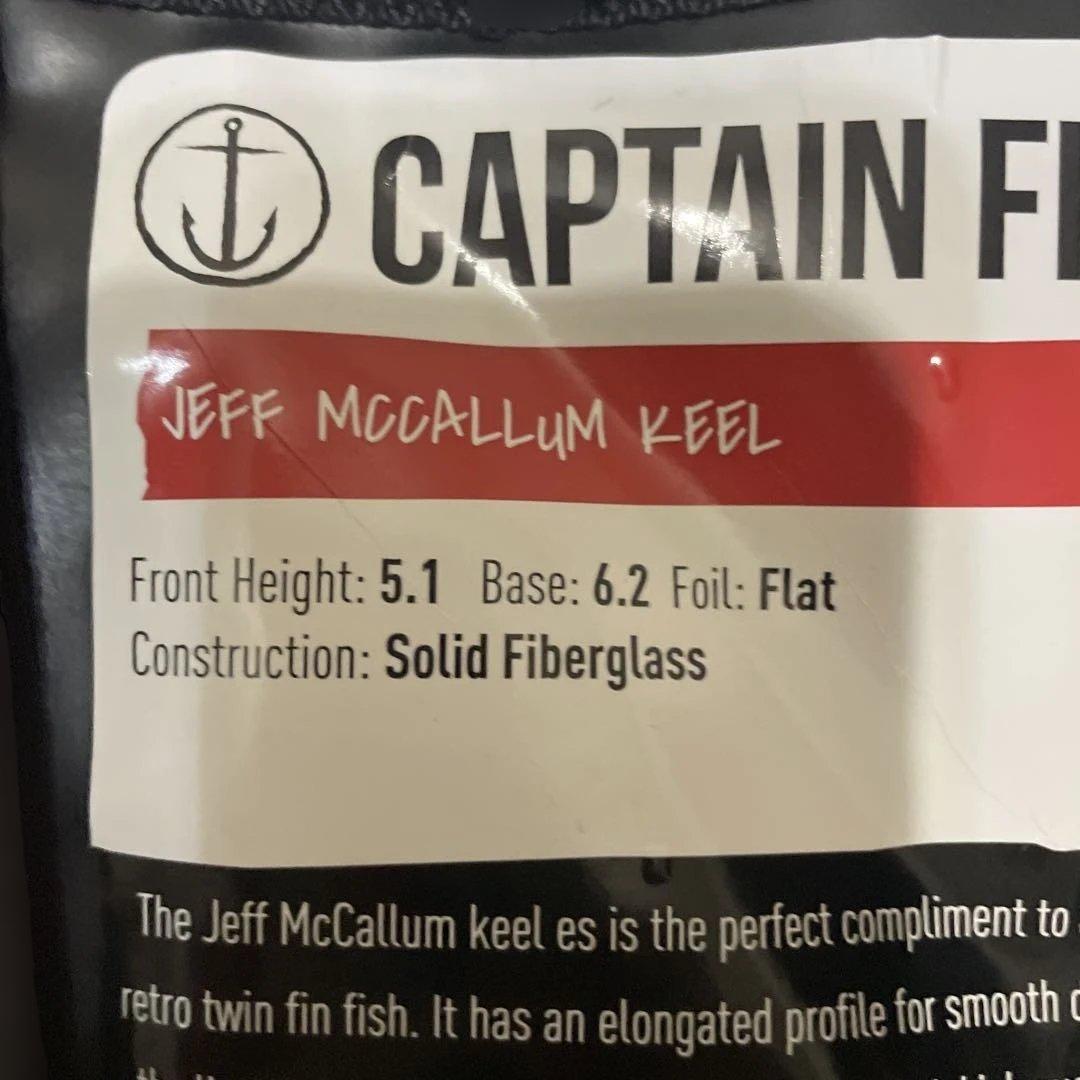 CAPTAIN
JEFF MCCALLUM KEEL
Front Height: 5.1 Base: 6.2 Foil: Flat
Construction: Solid Fiberglass
The Jeff McCallum keel es is the perfect compliment to
retro twin fin fish. It has an elongated profile for smooth